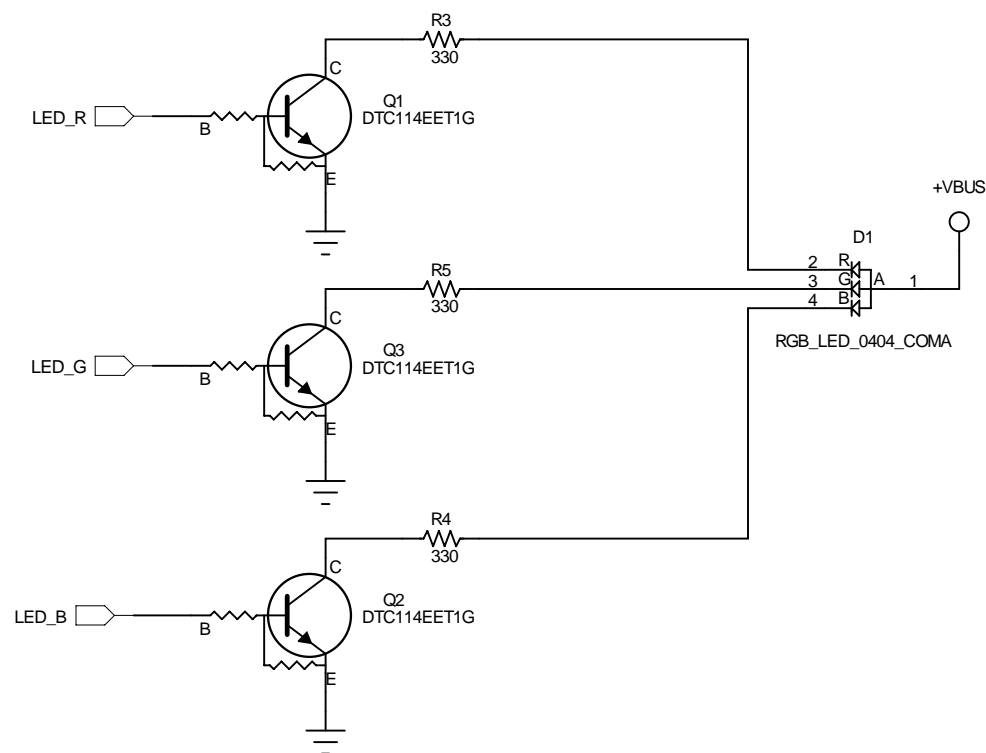 R3
330
C
Q1
DTC114EET1G
LED_R
B
E
+VBUS
D1
2 R
3 G A 1
4 B
RGB_LED_0404_COMA
R5
330
C
Q3
DTC114EET1G
LED_G
B
E
R4
330
C
Q2
DTC114EET1G
LED_B
B
E